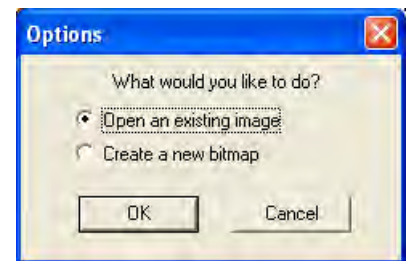 Options
What would you like to do?
Open an existing image
Create a new bitmap
OK Cancel